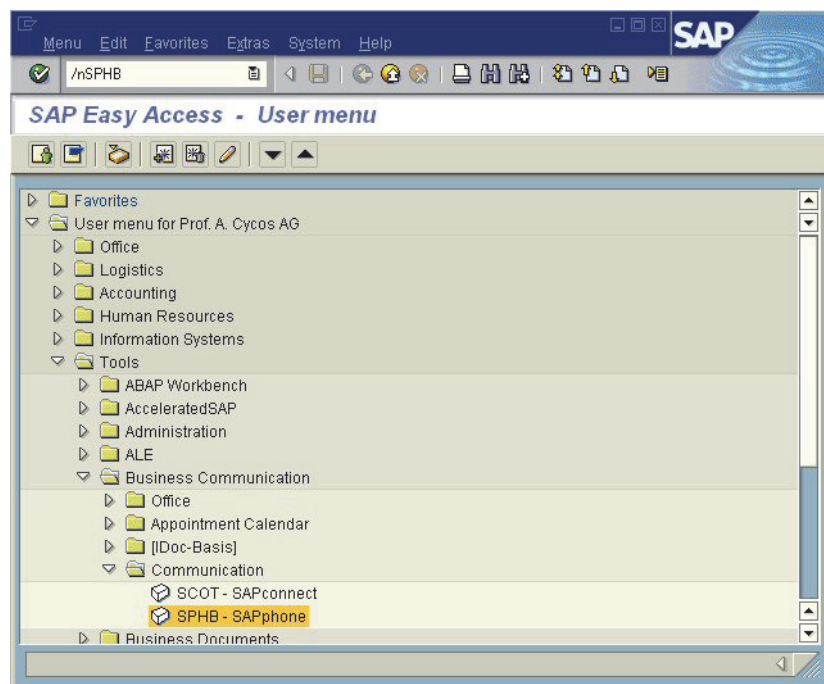 Menu Edit Favorites Extras System Help
SAP
/nSPHB
SAP Easy Access - User menu
Favorites
User menu for Prof. A. Cycos AG
Office
Logistics
Accounting
Human Resources
Information Systems
Tools
ABAP Workbench
AcceleratedSAP
Administration
ALE
Business Communication
Office
Appointment Calendar
[IDoc-Basis]
Communication
SCOT - SAPconnect
SPHB - SAPphone
Business Documents